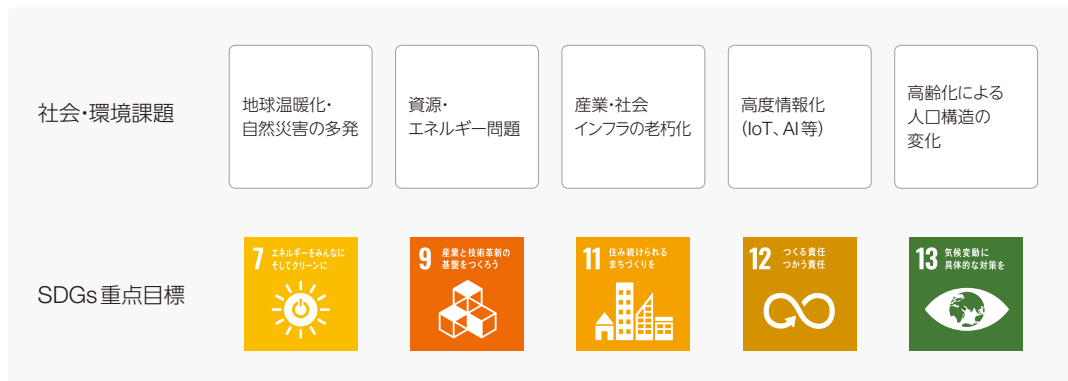 社会・環境課題
地球温暖化・
自然災害の多発
資源・
エネルギー問題
産業・社会
インフラの老朽化
高度情報化
(IoT、AI等)
高齢化による
人口構造の
変化
SDGs重点目標
7 エネルギーをみんなに
そしてクリーンに
9 産業と技術革新の
基盤をつくろう
11 住み続けられる
まちづくりを
12 つくる責任
つかう責任
13 気候変動に
具体的な対策を